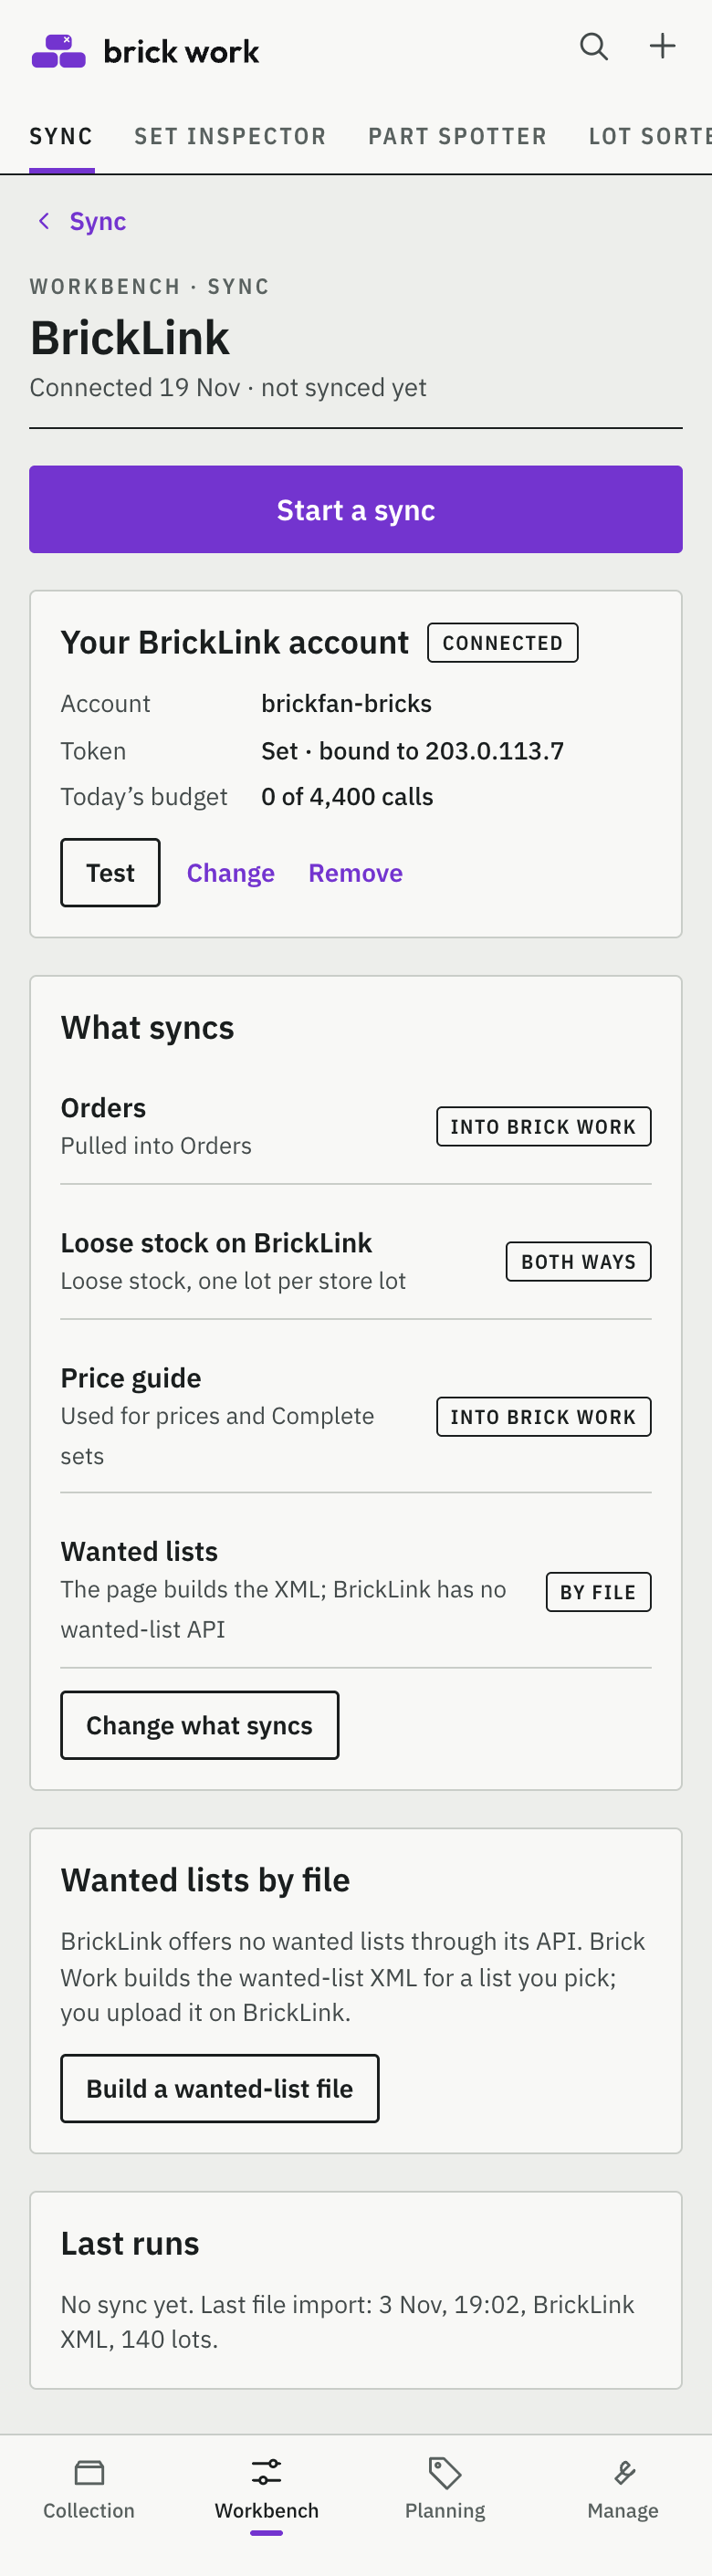 brick work
SYNC SET INSPECTOR PART SPOTTER LOT SORTE
Sync
WORKBENCH · SYNC
BrickLink
Connected 19 Nov · not synced yet
Start a sync
Your BrickLink account CONNECTED
Account brickfan-bricks
Token Set · bound to 203.0.113.7
Today’s budget 0 of 4,400 calls
Test Change Remove
What syncs
Orders
Pulled into Orders
INTO BRICK WORK
Loose stock on BrickLink
Loose stock, one lot per store lot
BOTH WAYS
Price guide
Used for prices and Complete
sets
INTO BRICK WORK
Wanted lists
The page builds the XML; BrickLink has no
wanted-list API
BY FILE
Change what syncs
Wanted lists by file
BrickLink offers no wanted lists through its API. Brick
Work builds the wanted-list XML for a list you pick;
you upload it on BrickLink.
Build a wanted-list file
Last runs
No sync yet. Last file import: 3 Nov, 19:02, BrickLink
XML, 140 lots.
Collection Workbench Planning Manage